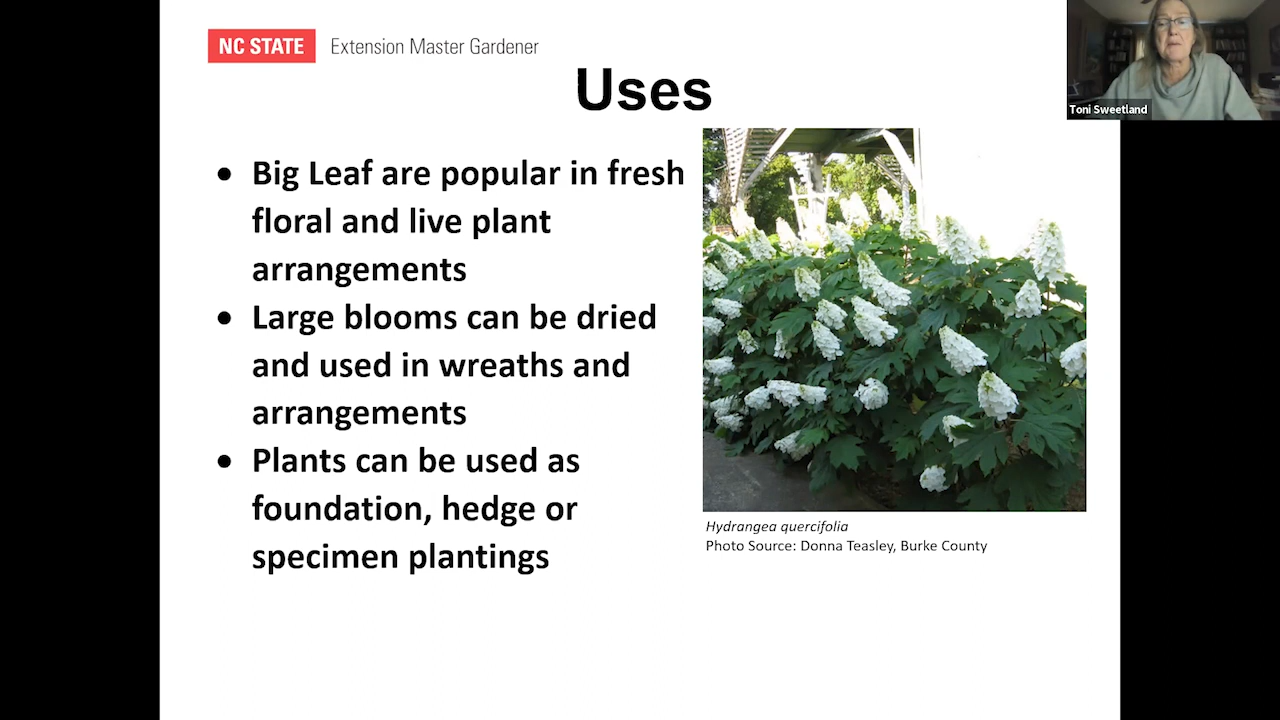 NC STATE Extension Master Gardener
Toni Sweetland
Uses
• Big Leaf are popular in fresh
floral and live plant
arrangements
• Large blooms can be dried
and used in wreaths and
arrangements
• Plants can be used as
foundation, hedge or
specimen plantings
Hydrangea quercifolia
Photo Source: Donna Teasley, Burke County